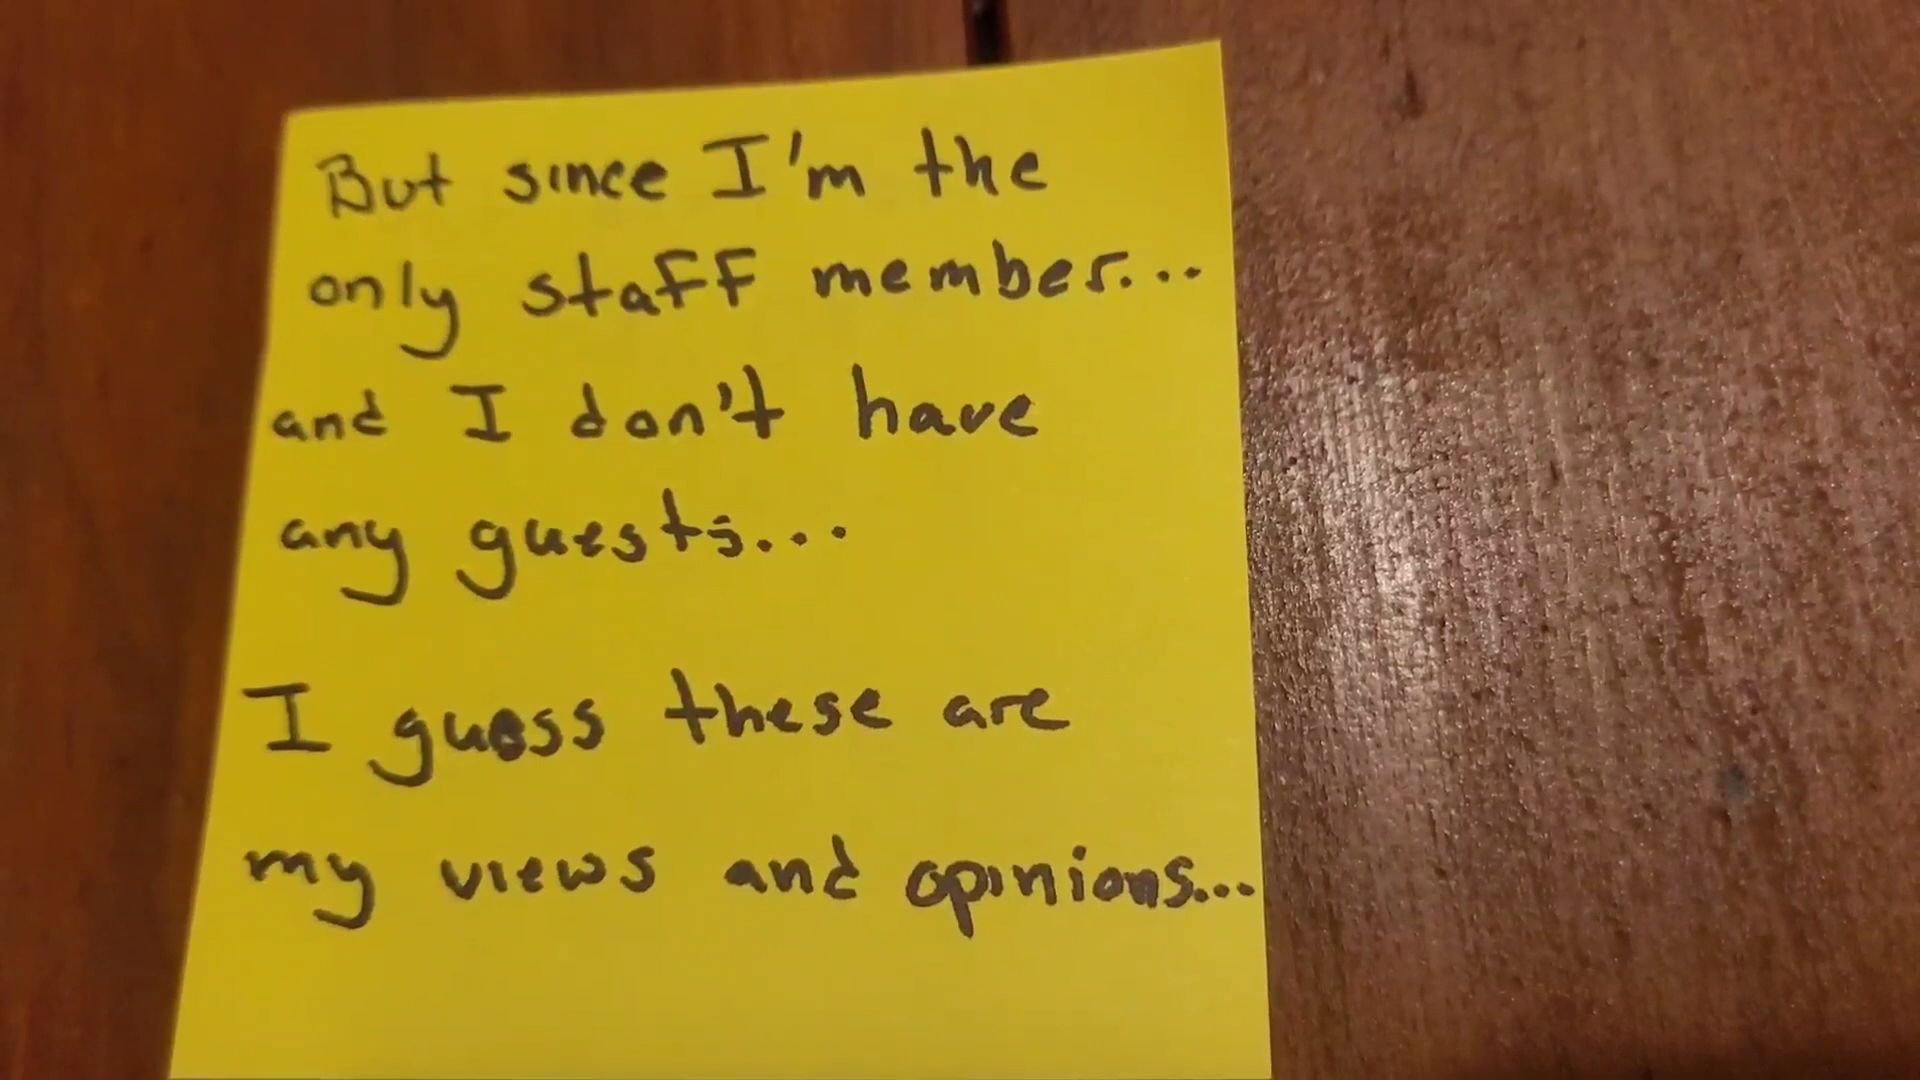 But since I'm the
only staff member...
and I don't have
any guests...
I guess these are
my views and opinions...